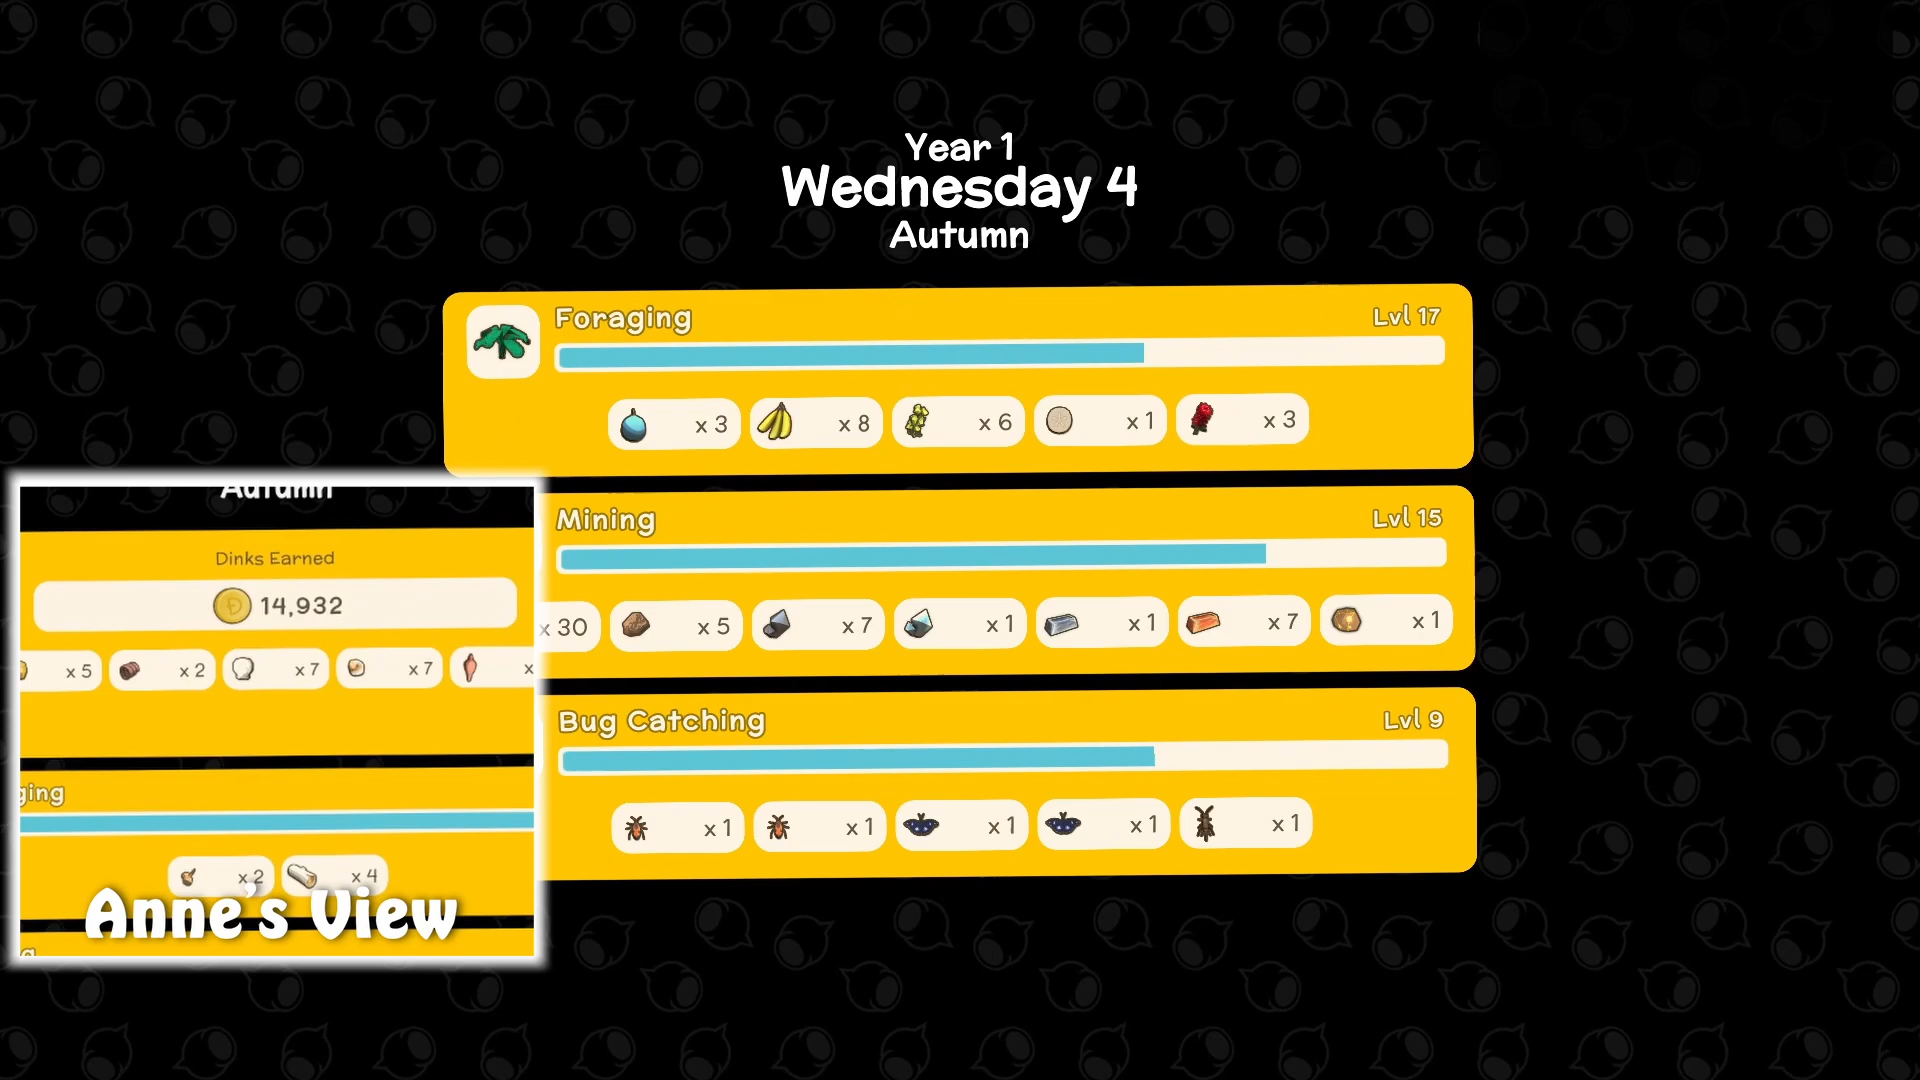 Year 1
Wednesday 4
Autumn
Foraging Lvl 17
x 3 x 8 x 6 x 1 x 3
Mining Lvl 15
x 30 x 5 x 7 x 1 x 1 x 7 x 1
Bug Catching Lvl 9
x 1 x 1 x 1 x 1 x 1
Autumn
Dinks Earned
14,932
x 5 x 2 x 7 x 7 x
ging
x 2 x 4
Anne's View